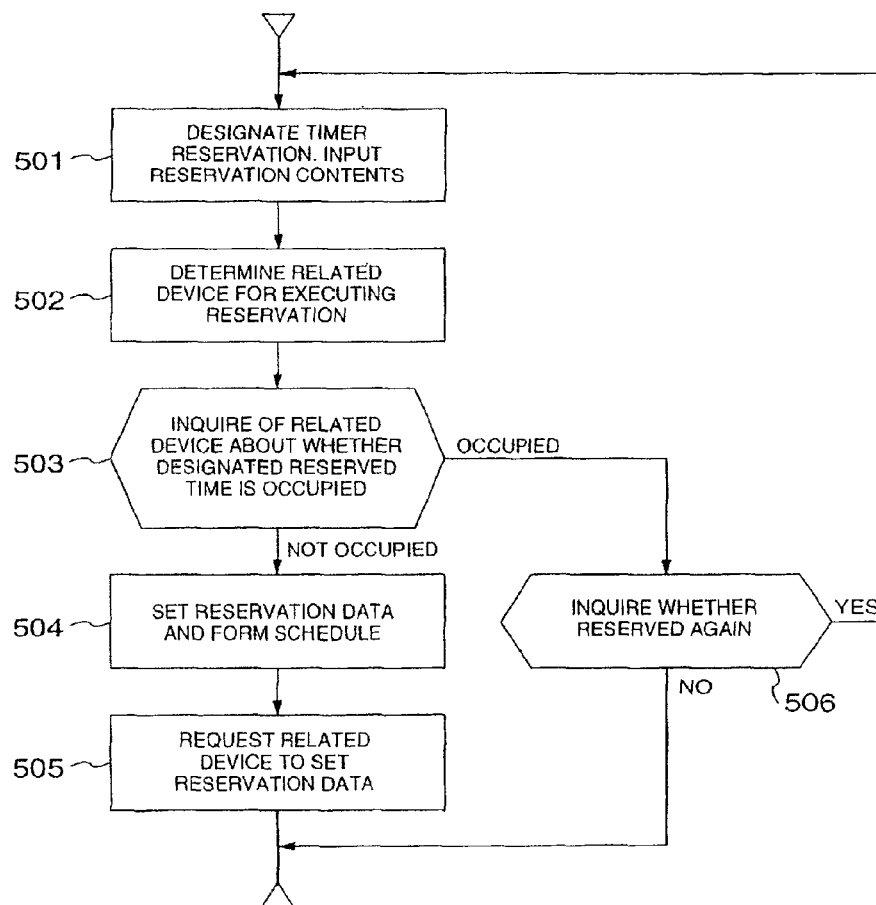 501
DESIGNATE TIMER
RESERVATION. INPUT
RESERVATION CONTENTS
502
DETERMINE RELATED
DEVICE FOR EXECUTING
RESERVATION
503
INQUIRE OF RELATED
DEVICE ABOUT WHETHER
DESIGNATED RESERVED
TIME IS OCCUPIED
OCCUPIED
NOT OCCUPIED
504
SET RESERVATION DATA
AND FORM SCHEDULE
INQUIRE WHETHER
RESERVED AGAIN
YES
NO
506
505
REQUEST RELATED
DEVICE TO SET
RESERVATION DATA